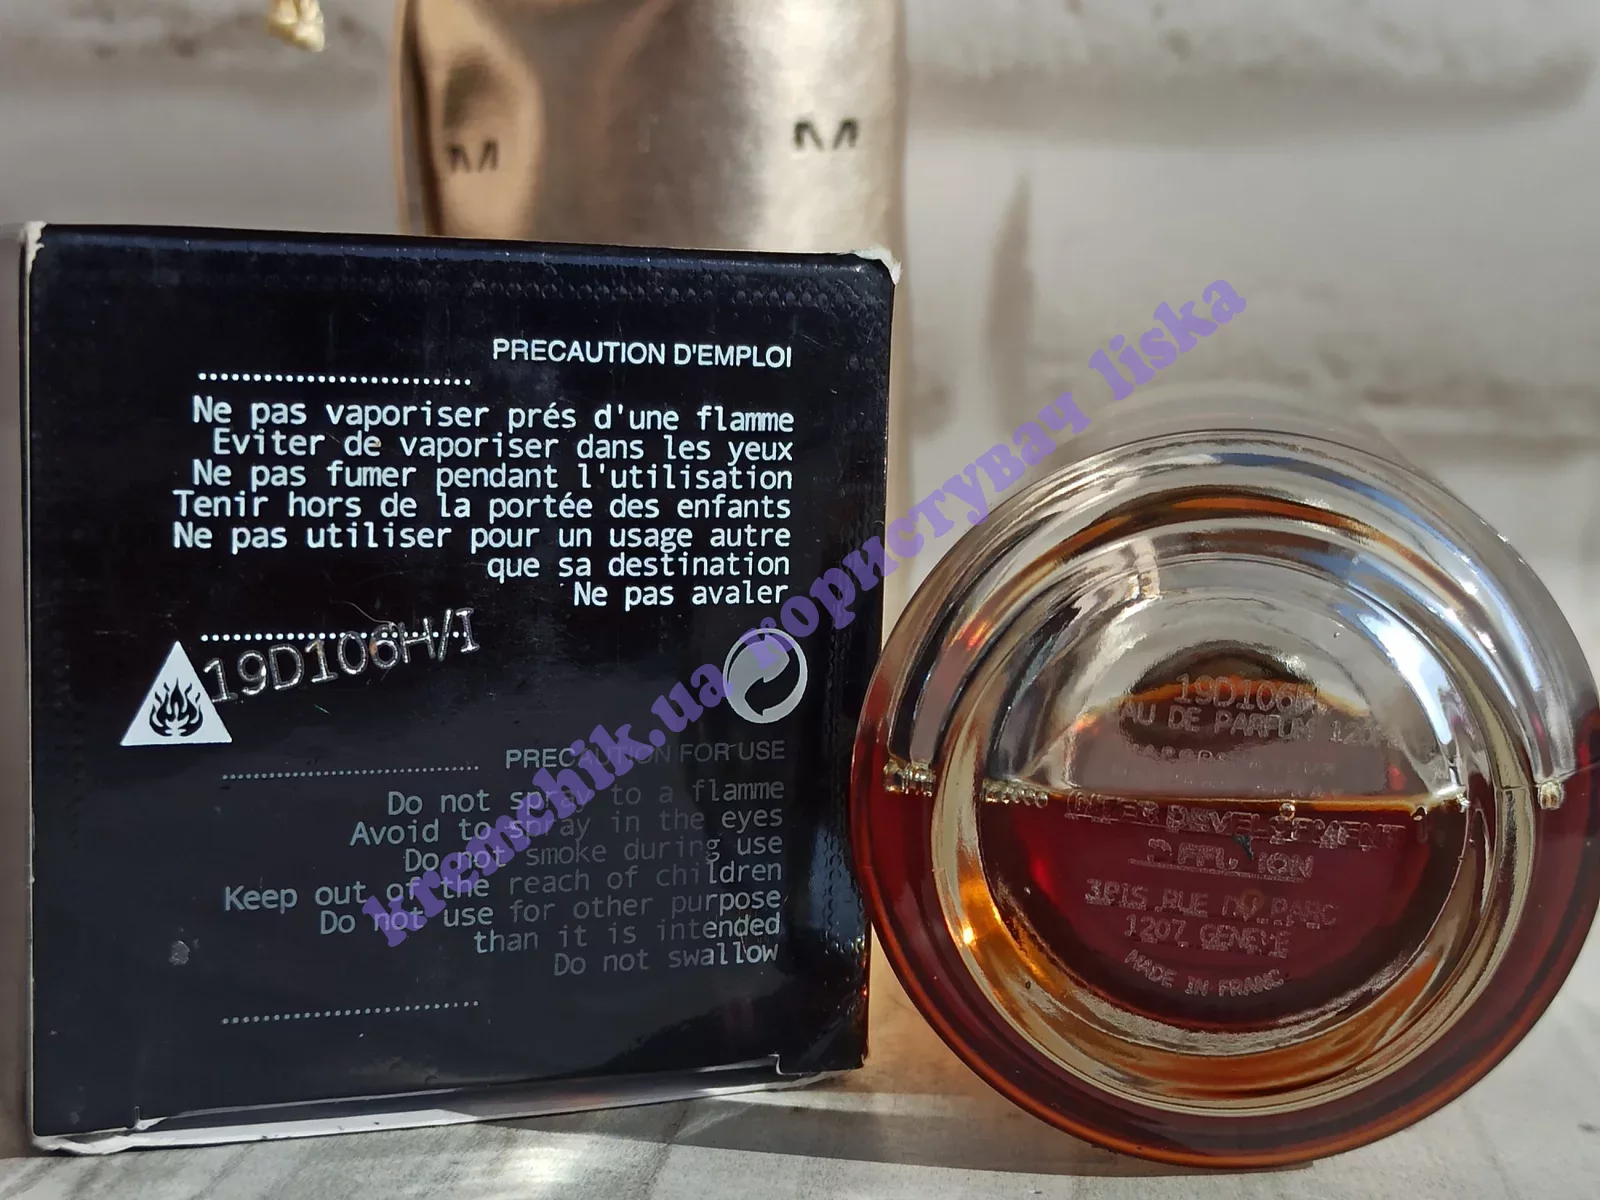 PRECAUTION D'EMPLOI
Ne pas vaporiser prés d'une flamme
Eviter de vaporiser dans les yeux
Ne pas fumer pendant l'utilisation
Tenir hors de la portée des enfants
Ne pas utiliser pour un usage autre
que sa destination
Ne pas avaler
19D106H/I
PRECAUTION FOR USE
Do not spray to a flamme
Avoid to spray in the eyes
Do not smoke during use
Keep out of the reach of children
Do not use for other purpose
than it is intended
Do not swallow
kremchik.ua користувач liska
19D106
AU DE PARFUM 120
DEVELOPEMENT
RUE DU PARC
1207 GENEVE
MADE IN FRANC